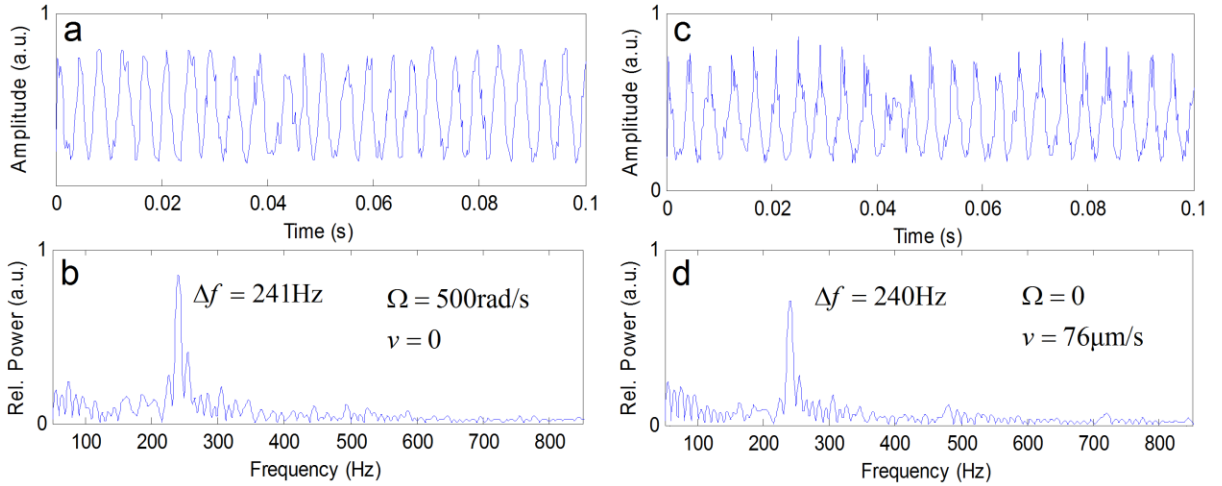 a
Amplitude (a.u.)
1
0 0.02 0.04 0.06 0.08 0.1
Time (s)
c
Amplitude (a.u.)
1
0
0 0.02 0.04 0.06 0.08 0.1
Time (s)
b
Rel. Power (a.u.)
1
0
Δf = 241Hz
Ω = 500rad/s
v = 0
100 200 300 400 500 600 700 800
Frequency (Hz)
d
Rel. Power (a.u.)
1
0
Δf = 240Hz
Ω = 0
v = 76μm/s
100 200 300 400 500 600 700 800
Frequency (Hz)